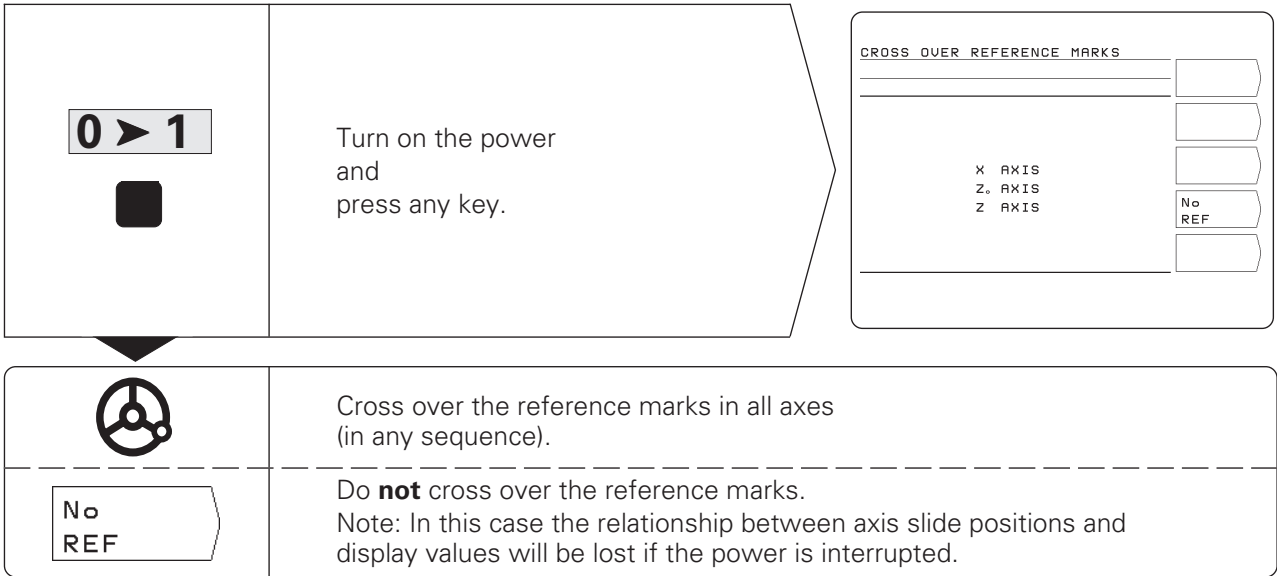 0 ➤ 1
Turn on the power
and
press any key.
CROSS OVER REFERENCE MARKS
X AXIS
Z₀ AXIS
Z AXIS
No
REF
Cross over the reference marks in all axes
(in any sequence).
No
REF
Do not cross over the reference marks.
Note: In this case the relationship between axis slide positions and
display values will be lost if the power is interrupted.